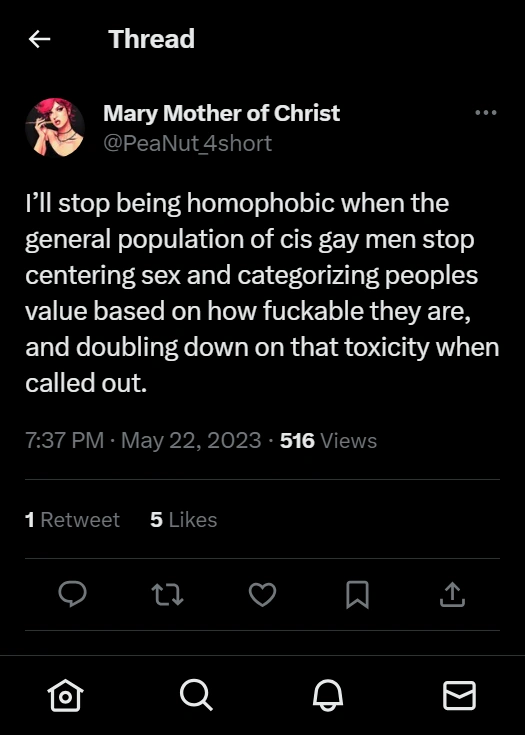 Thread
Mary Mother of Christ
@PeaNut_4short
I’ll stop being homophobic when the
general population of cis gay men stop
centering sex and categorizing peoples
value based on how fuckable they are,
and doubling down on that toxicity when
called out.
7:37 PM · May 22, 2023 · 516 Views
1 Retweet 5 Likes